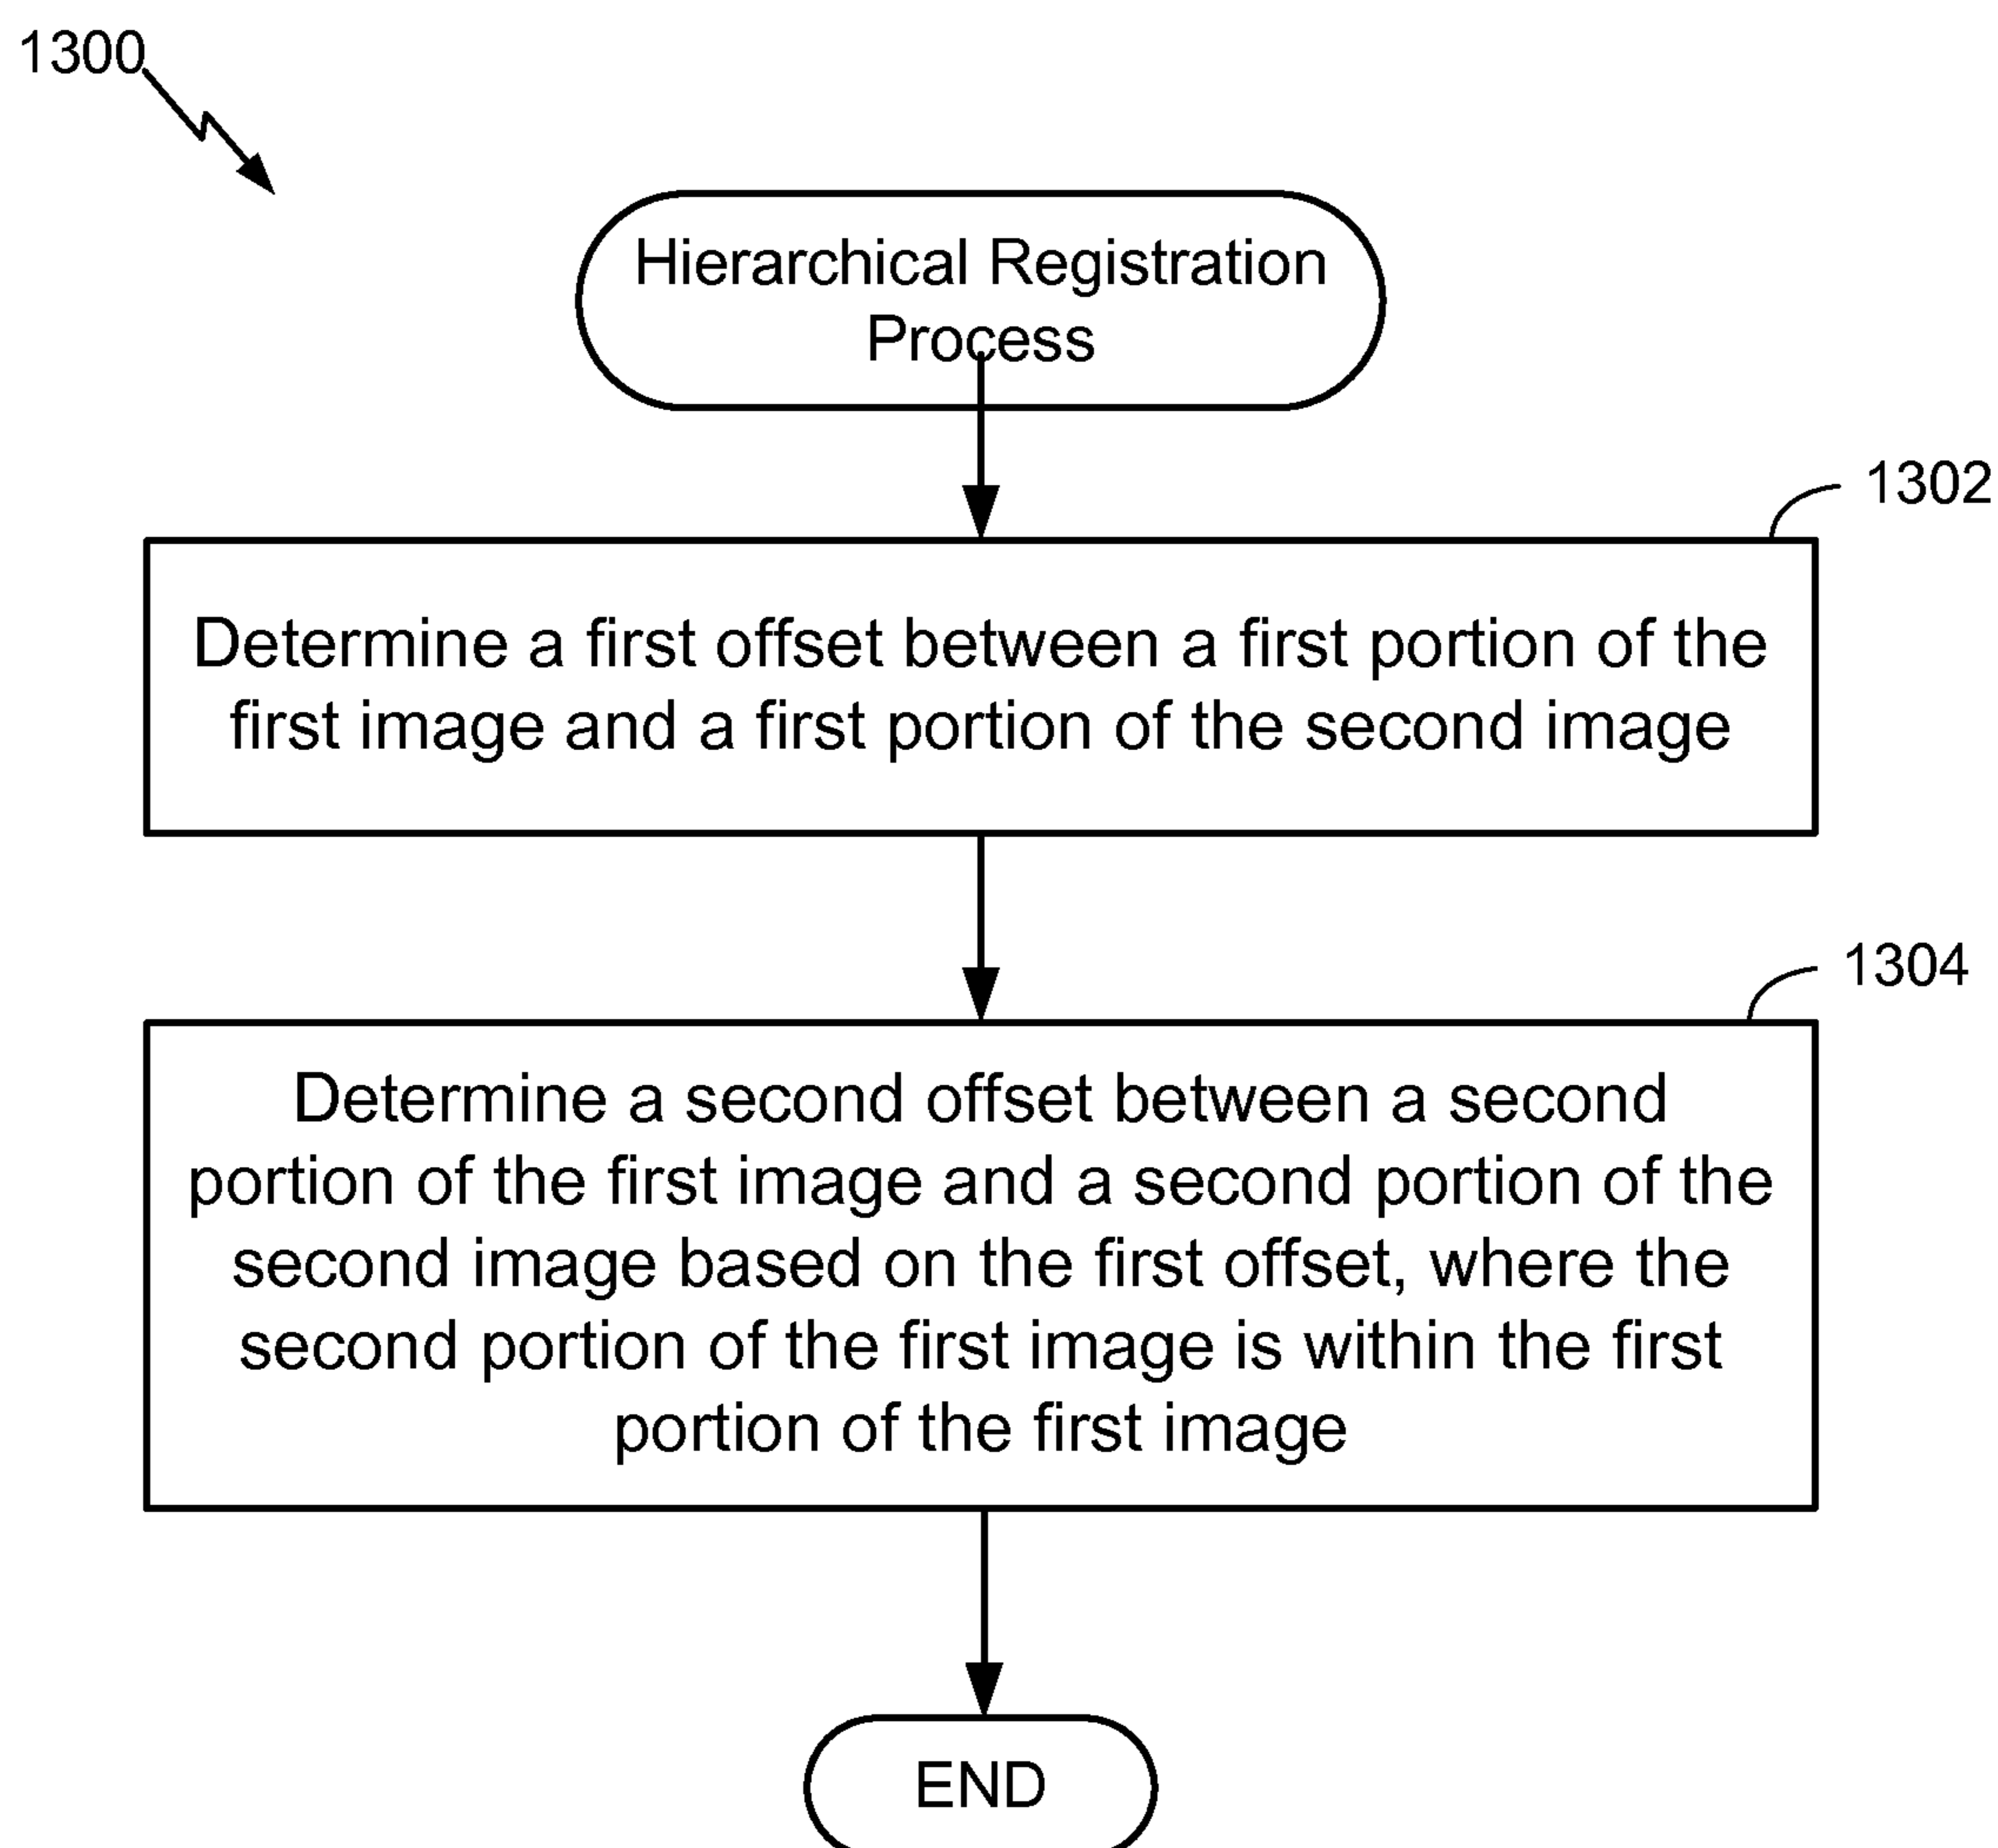 1300
Hierarchical Registration
Process
1302
Determine a first offset between a first portion of the
first image and a first portion of the second image
1304
Determine a second offset between a second
portion of the first image and a second portion of the
second image based on the first offset, where the
second portion of the first image is within the first
portion of the first image
END